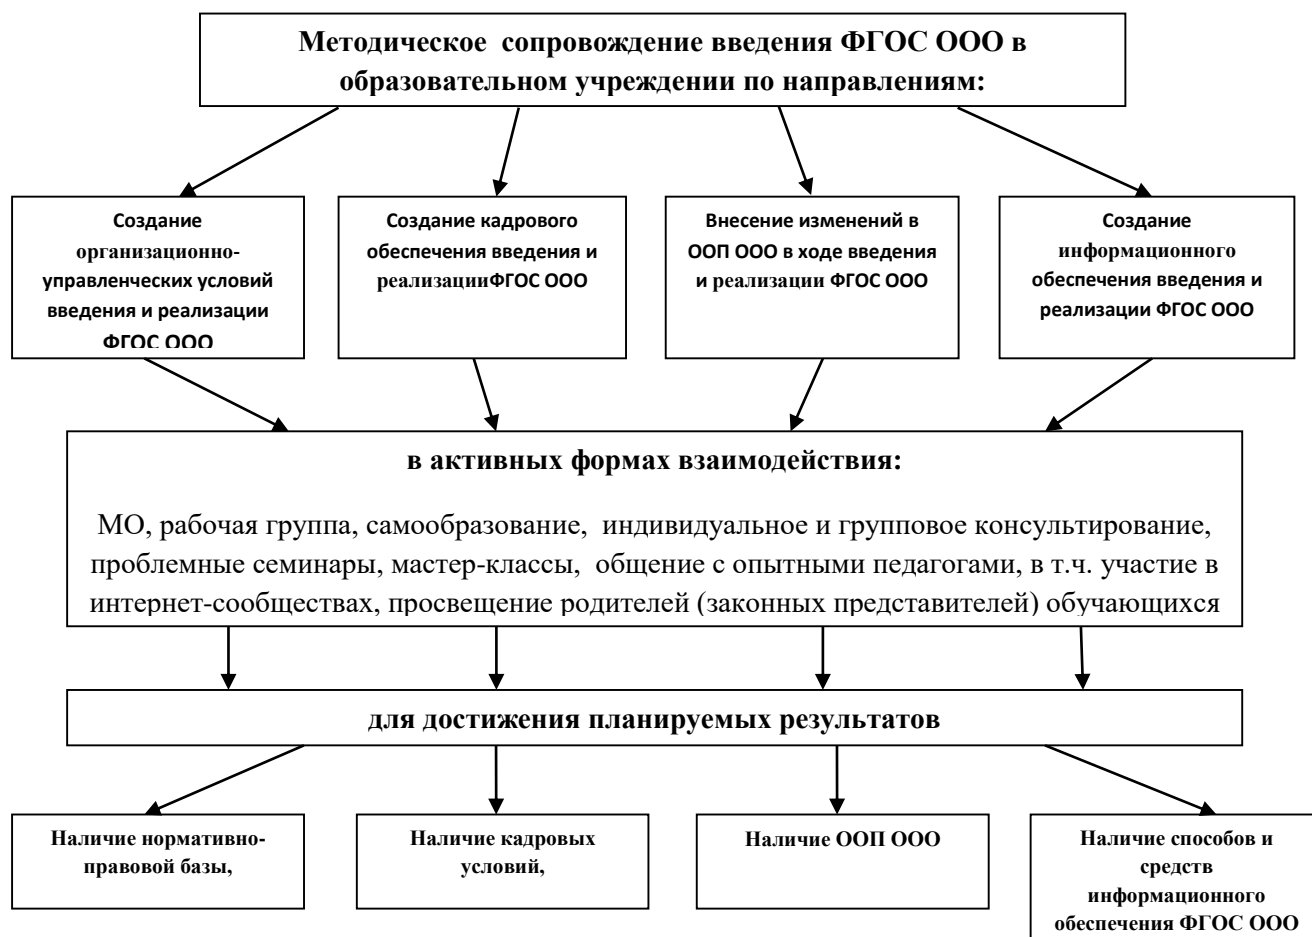 Методическое сопровождение введения ФГОС ООО в
образовательном учреждении по направлениям:
Создание
организационно-
управленческих условий
введения и реализации
ФГОС ООО
Создание кадрового
обеспечения введения и
реализацииФГОС ООО
Внесение изменений в
ООП ООО в ходе введения
и реализации ФГОС ООО
Создание
информационного
обеспечения введения и
реализации ФГОС ООО
в активных формах взаимодействия:
МО, рабочая группа, самообразование, индивидуальное и групповое консультирование,
проблемные семинары, мастер-классы, общение с опытными педагогами, в т.ч. участие в
интернет-сообществах, просвещение родителей (законных представителей) обучающихся
для достижения планируемых результатов
Наличие нормативно-
правовой базы,
Наличие кадровых
условий,
Наличие ООП ООО
Наличие способов и
средств
информационного
обеспечения ФГОС ООО